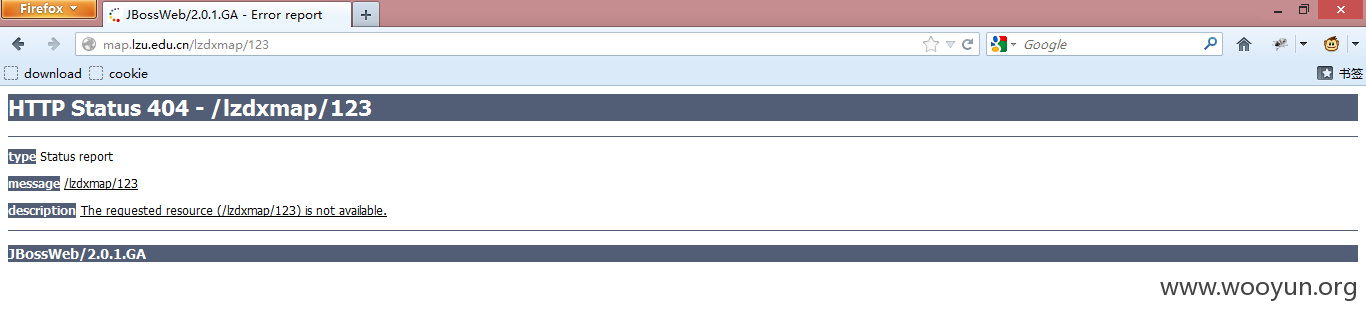 Firefox
JBossWeb/2.0.1.GA - Error report
map.lzu.edu.cn/lzdxmap/123
Google
download
cookie
书签
HTTP Status 404 - /lzdxmap/123
type Status report
message /lzdxmap/123
description The requested resource (/lzdxmap/123) is not available.
JBossWeb/2.0.1.GA
www.wooyun.org